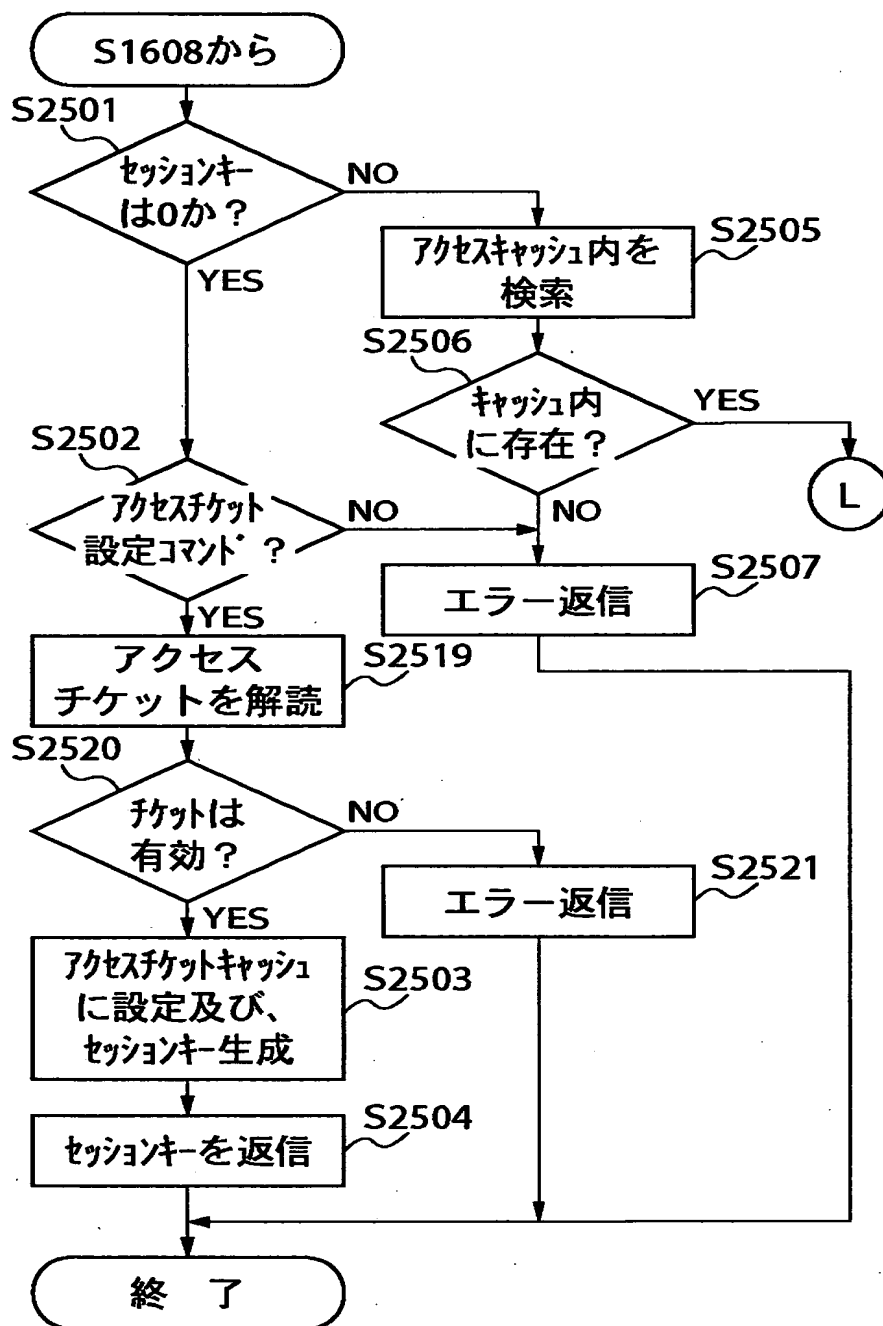 S1608から
S2501
ｾｯｼｮﾝｷｰ
は0か？
NO
YES
ｱｸｾｽｷｬｯｼｭ内を
検索
S2505
S2506
ｷｬｯｼｭ内
に存在？
YES
L
NO
S2502
ｱｸｾｽﾁｹｯﾄ
設定ｺﾏﾝﾄﾞ？
NO
YES
エラー返信
S2507
アクセス
チケットを解読
S2519
S2520
ﾁｹｯﾄは
有効？
NO
YES
エラー返信
S2521
ｱｸｾｽﾁｹｯﾄｷｬｯｼｭ
に設定及び、
ｾｯｼｮﾝｷｰ生成
S2503
ｾｯｼｮﾝｷｰを返信
S2504
終 了